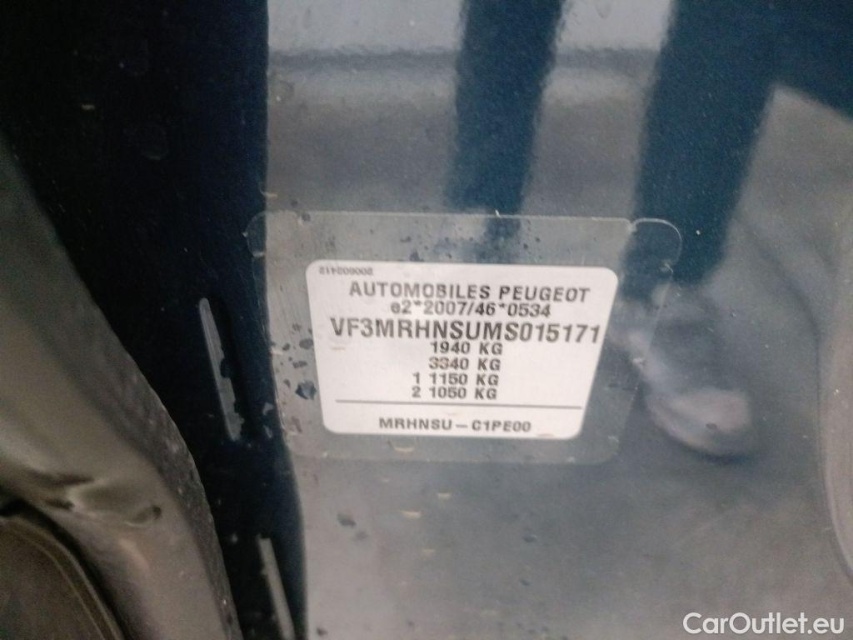 AUTOMOBILES PEUGEOT
e2*2007/46*0534
VF3MRHNSUMS015171
1940 KG
3340 KG
1 1150 KG
2 1050 KG
MRHNSU-C1PE00
CarOutlet.eu